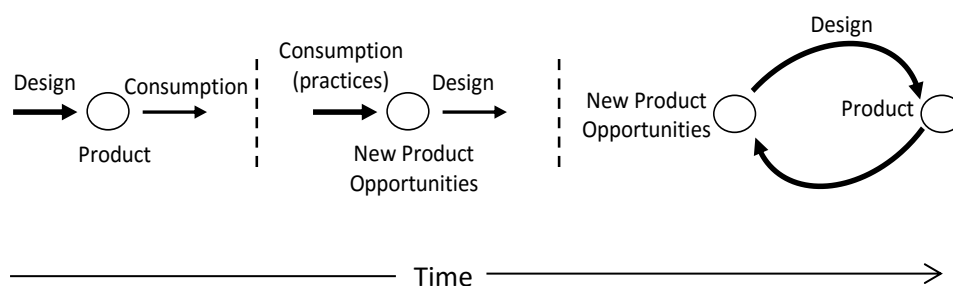 Design
Consumption
Product
Consumption
(practices)
Design
New Product
Opportunities
Design
New Product
Opportunities
Product
Time